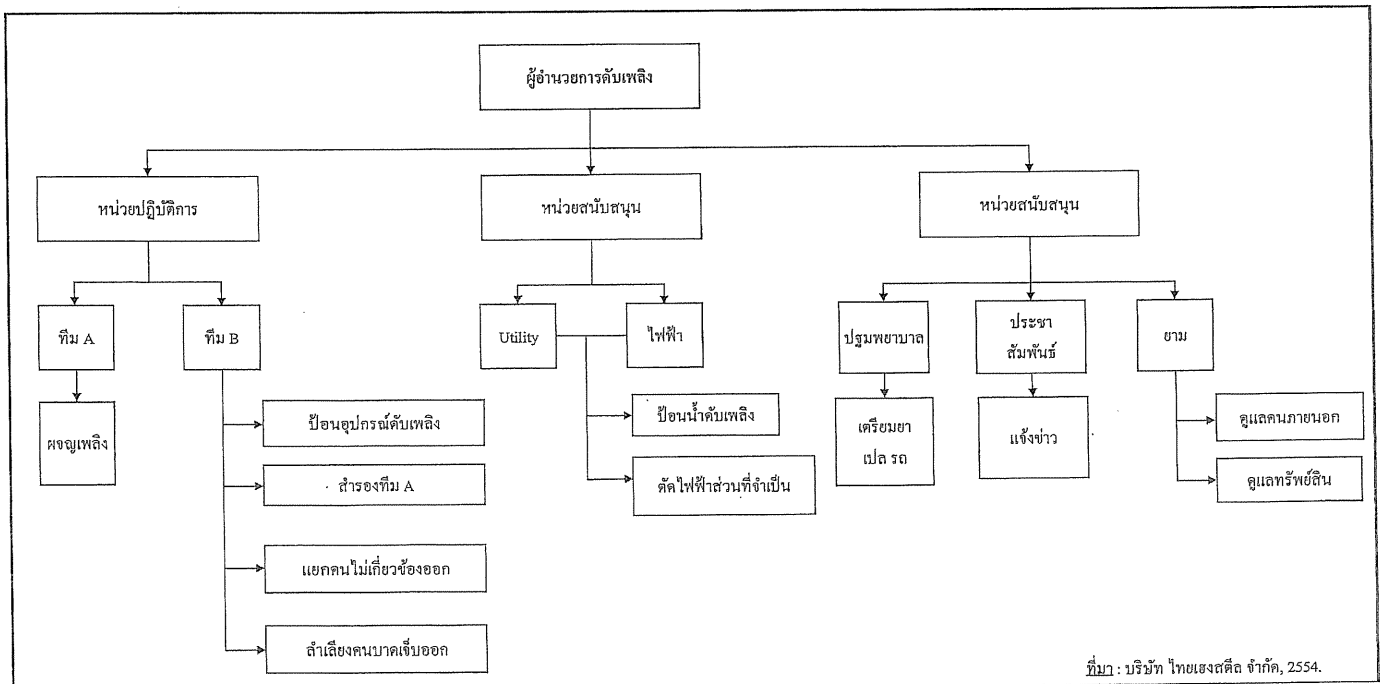 ผู้อำนวยการดับเพลิง
หน่วยปฏิบัติการ
หน่วยสนับสนุน
หน่วยสนับสนุน
ทีม A
ทีม B
Utility
ไฟฟ้า
ปฐมพยาบาล
ประชา
สัมพันธ์
ยาม
ผจญเพลิง
ป้อนอุปกรณ์ดับเพลิง
สำรองทีม A
แยกคนไม่เกี่ยวข้องออก
ลำเลียงคนบาดเจ็บออก
ป้อนน้ำดับเพลิง
ตัดไฟฟ้าส่วนที่จำเป็น
เตรียมยา
เปล รถ
แจ้งข่าว
ดูแลคนภายนอก
ดูแลทรัพย์สิน
ที่มา : บริษัท ไทยเฮงสตีล จำกัด, 2554.